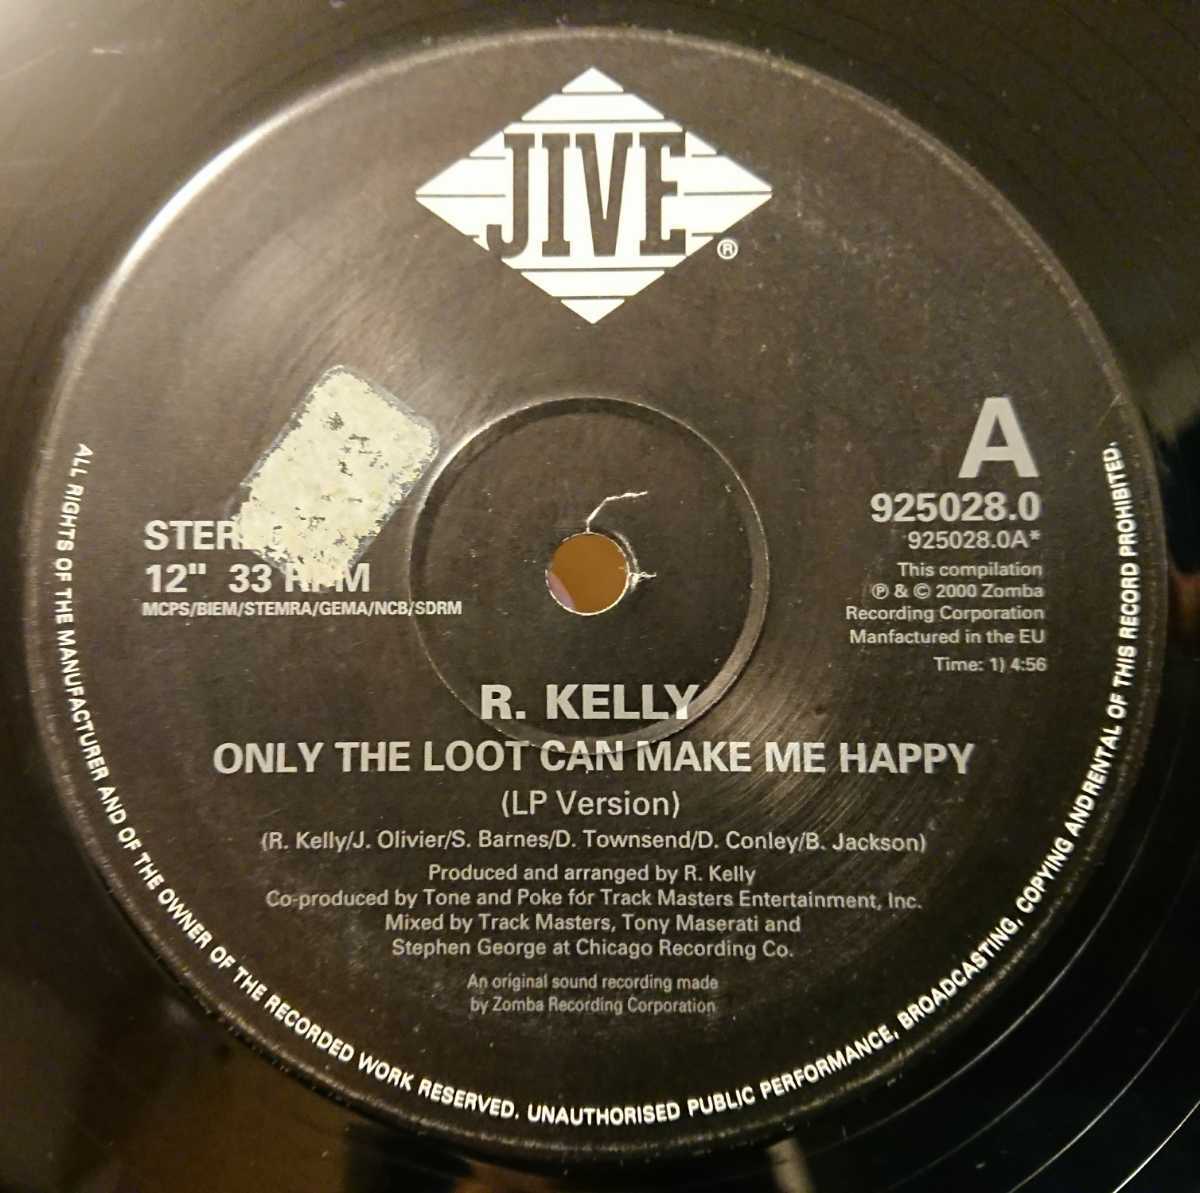 JIVE
®
A
925028.0
925028.0A*
This compilation
℗ & © 2000 Zomba
Recording Corporation
Manfactured in the EU
Time: 1) 4:56
STEREO
12" 33 RPM
MCPS/BIEM/STEMRA/GEMA/NCB/SDRM
R. KELLY
ONLY THE LOOT CAN MAKE ME HAPPY
(LP Version)
(R. Kelly/J. Olivier/S. Barnes/D. Townsend/D. Conley/B. Jackson)
Produced and arranged by R. Kelly
Co-produced by Tone and Poke for Track Masters Entertainment, Inc.
Mixed by Track Masters, Tony Maserati and
Stephen George at Chicago Recording Co.
An original sound recording made
by Zomba Recording Corporation
ALL RIGHTS OF THE MANUFACTURER AND OF THE OWNER OF THE RECORDED WORK RESERVED. UNAUTHORISED PUBLIC PERFORMANCE, BROADCASTING, COPYING ANDRENTAL OF THIS RECORD PROHIBITED.